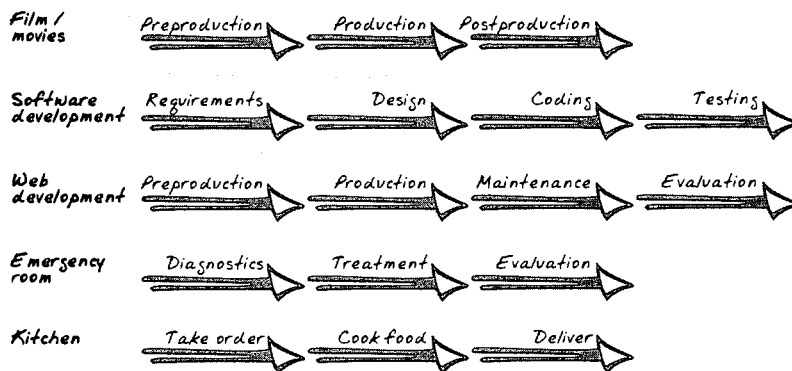 Film / movies
Preproduction Production Postproduction
Software development
Requirements Design Coding Testing
Web development
Preproduction Production Maintenance Evaluation
Emergency room
Diagnostics Treatment Evaluation
Kitchen
Take order Cook food Deliver